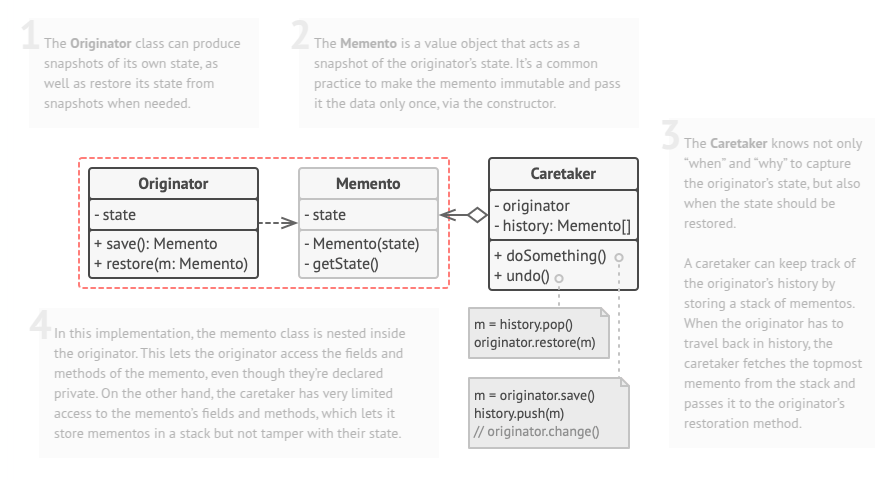 1
The Originator class can produce
snapshots of its own state, as
well as restore its state from
snapshots when needed.
2
The Memento is a value object that acts as a
snapshot of the originator's state. It's a common
practice to make the memento immutable and pass
it the data only once, via the constructor.
3
The Caretaker knows not only
“when” and “why” to capture
the originator's state, but also
when the state should be
restored.
A caretaker can keep track of
the originator's history by
storing a stack of mementos.
When the originator has to
travel back in history, the
caretaker fetches the topmost
memento from the stack and
passes it to the originator's
restoration method.
Originator
- state
+ save(): Memento
+ restore(m: Memento)
Memento
- state
- Memento(state)
- getState()
Caretaker
- originator
- history: Memento[]
+ doSomething()
+ undo()
m = history.pop()
originator.restore(m)
m = originator.save()
history.push(m)
// originator.change()
4
In this implementation, the memento class is nested inside
the originator. This lets the originator access the fields and
methods of the memento, even though they're declared
private. On the other hand, the caretaker has very limited
access to the memento's fields and methods, which lets it
store mementos in a stack but not tamper with their state.